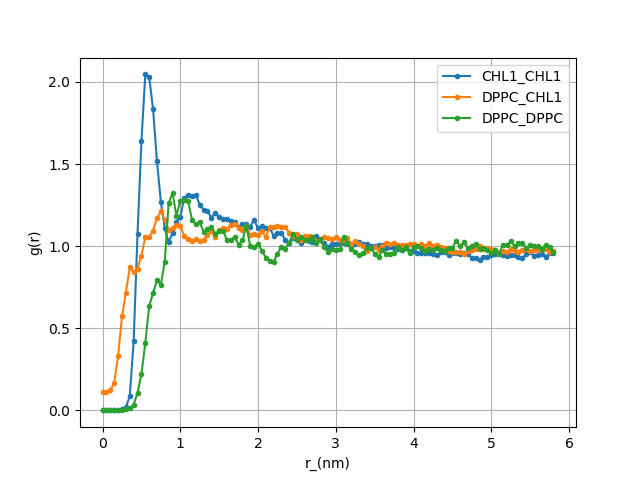 CHL1_CHL1
DPPC_CHL1
DPPC_DPPC
2.0
1.5
1.0
0.5
0.0
g(r)
0 1 2 3 4 5 6
r_(nm)